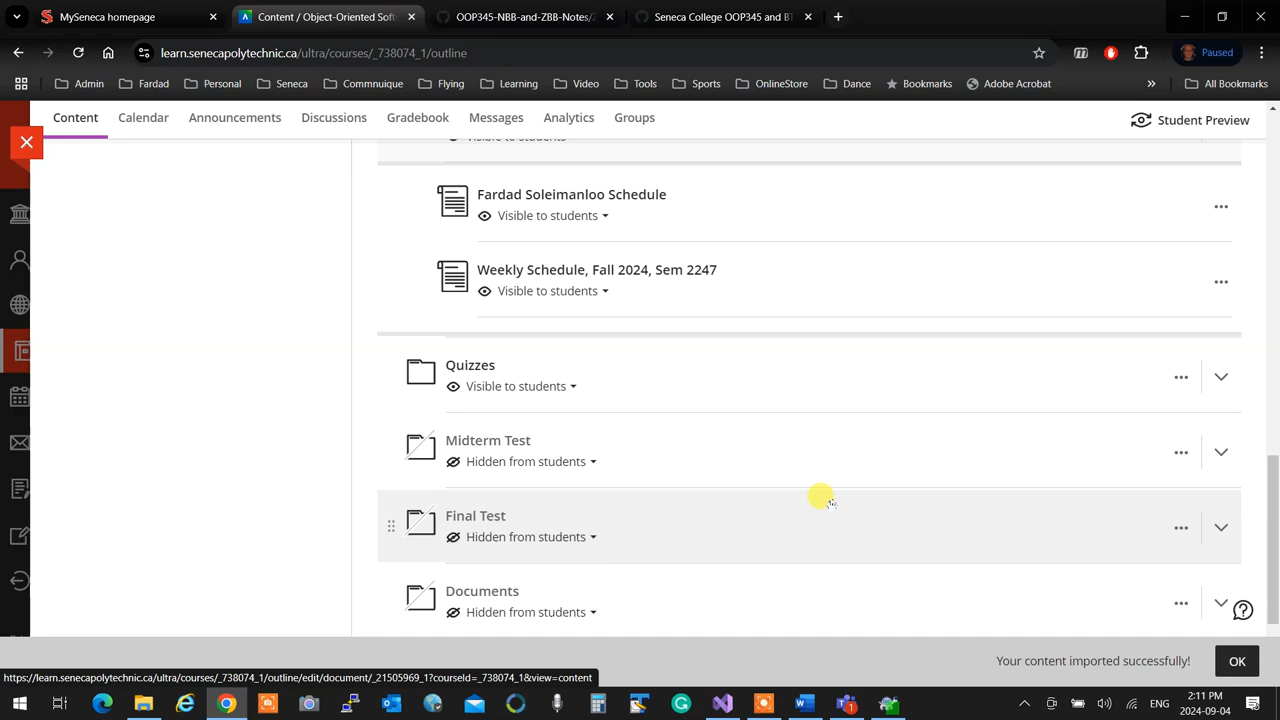 MySeneca homepage
Content / Object-Oriented Soft
OOP345-NBB-and-ZBB-Notes/Z
Seneca College OOP345 and BT
learn.senecapolytechnic.ca/ultra/courses/_738074_1/outline
Paused
Admin
Fardad
Personal
Seneca
Commnuique
Flying
Learning
Video
Tools
Sports
OnlineStore
Dance
Bookmarks
Adobe Acrobat
All Bookmarks
Content
Calendar
Announcements
Discussions
Gradebook
Messages
Analytics
Groups
Student Preview
Visible to students
Fardad Soleimanloo Schedule
Visible to students
Weekly Schedule, Fall 2024, Sem 2247
Visible to students
Quizzes
Visible to students
Midterm Test
Hidden from students
Final Test
Hidden from students
Documents
Hidden from students
Your content imported successfully!
OK
https://learn.senecapolytechnic.ca/ultra/courses/_738074_1/outline/edit/document/_21503969_1?courseId=_738074_1&view=content
ENG
2:11 PM
2024-09-04